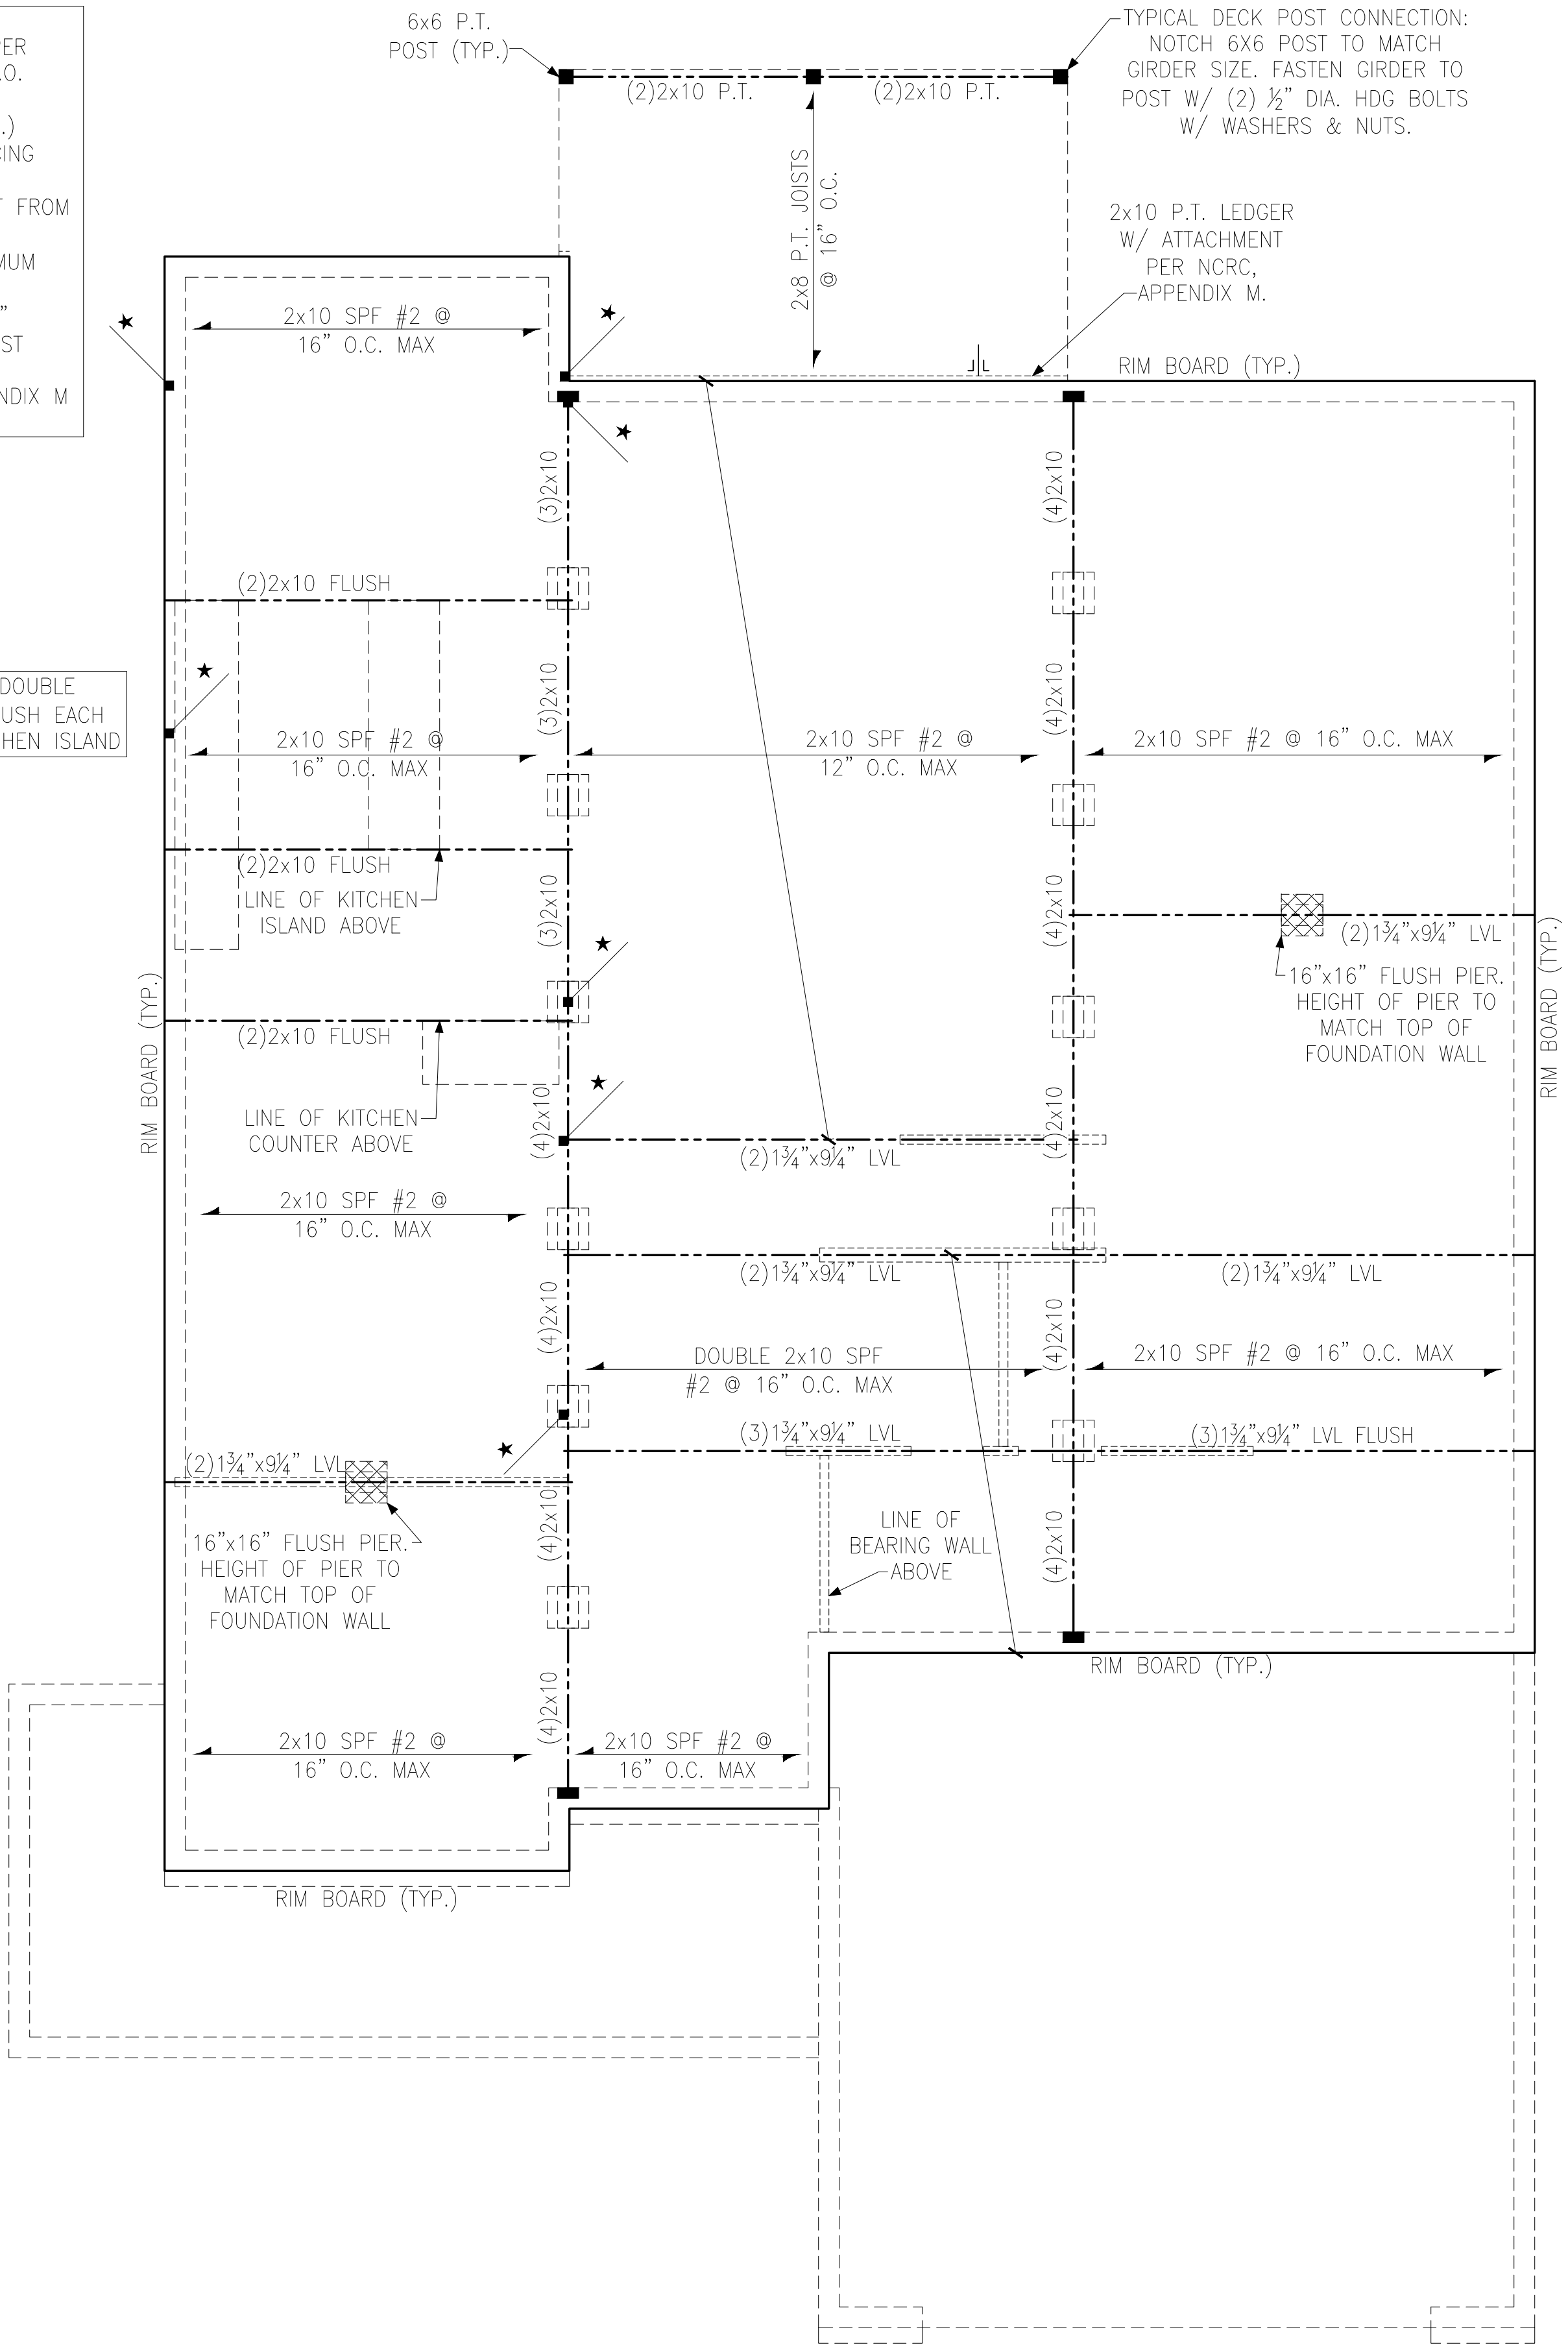 6x6 P.T.
POST (TYP.)
TYPICAL DECK POST CONNECTION:
NOTCH 6X6 POST TO MATCH
GIRDER SIZE. FASTEN GIRDER TO
POST W/ (2) ½" DIA. HDG BOLTS
W/ WASHERS & NUTS.
FROM
NDIX M
(2)2x10 P.T.
(2)2x10 P.T.
2x8 P.T. JOISTS
@ 16" O.C.
2x10 P.T. LEDGER
W/ ATTACHMENT
PER NCRC,
APPENDIX M.
2x10 SPF #2 @
16" O.C. MAX
RIM BOARD (TYP.)
(3)2x10
(4)2x10
(2)2x10 FLUSH
DOUBLE
USH EACH
HEN ISLAND
(3)2x10
(4)2x10
2x10 SPF #2 @
16" O.C. MAX
2x10 SPF #2 @
12" O.C. MAX
2x10 SPF #2 @ 16" O.C. MAX
(2)2x10 FLUSH
LINE OF KITCHEN
ISLAND ABOVE
(3)2x10
(4)2x10
(2)1¾"x9¼" LVL
16"x16" FLUSH PIER.
HEIGHT OF PIER TO
MATCH TOP OF
FOUNDATION WALL
RIM BOARD (TYP.)
RIM BOARD (TYP.)
(2)2x10 FLUSH
LINE OF KITCHEN
COUNTER ABOVE
(4)2x10
(4)2x10
(2)1¾"x9¼" LVL
2x10 SPF #2 @
16" O.C. MAX
(2)1¾"x9¼" LVL
(2)1¾"x9¼" LVL
(4)2x10
(4)2x10
DOUBLE 2x10 SPF
#2 @ 16" O.C. MAX
2x10 SPF #2 @ 16" O.C. MAX
(3)1¾"x9¼" LVL
(3)1¾"x9¼" LVL FLUSH
(2)1¾"x9¼" LVL
(4)2x10
(4)2x10
LINE OF
BEARING WALL
ABOVE
16"x16" FLUSH PIER.
HEIGHT OF PIER TO
MATCH TOP OF
FOUNDATION WALL
RIM BOARD (TYP.)
(4)2x10
2x10 SPF #2 @
16" O.C. MAX
2x10 SPF #2 @
16" O.C. MAX
RIM BOARD (TYP.)